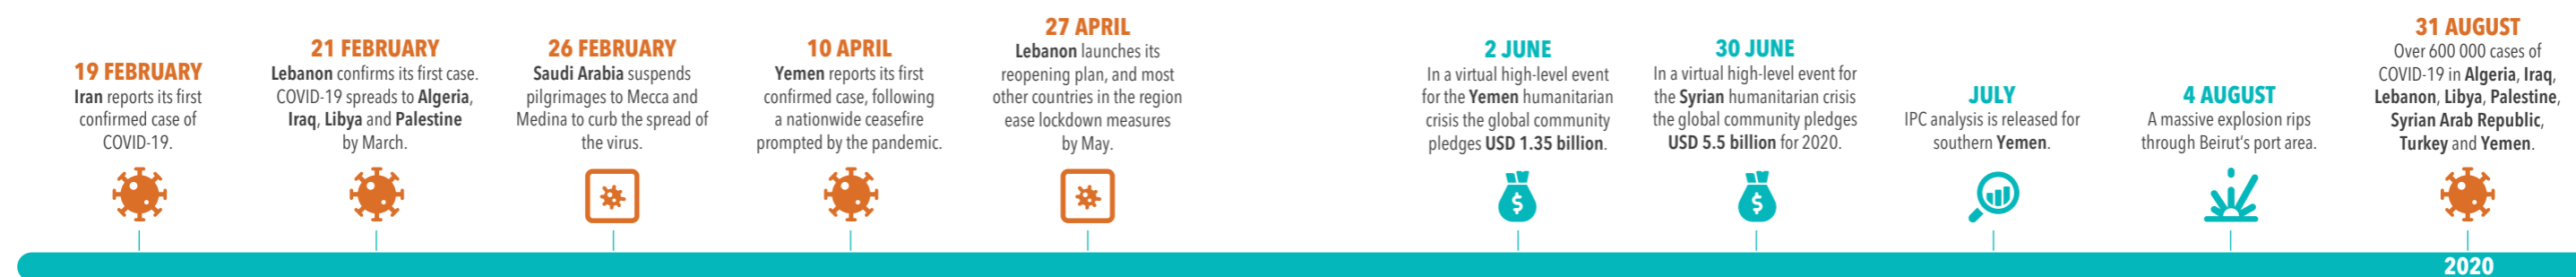 19 FEBRUARY
Iran reports its first
confirmed case of
COVID-19.
21 FEBRUARY
Lebanon confirms its first case.
COVID-19 spreads to Algeria,
Iraq, Libya and Palestine
by March.
26 FEBRUARY
Saudi Arabia suspends
pilgrimages to Mecca and
Medina to curb the spread of
the virus.
10 APRIL
Yemen reports its first
confirmed case, following
a nationwide ceasefire
prompted by the pandemic.
27 APRIL
Lebanon launches its
reopening plan, and most
other countries in the region
ease lockdown measures
by May.
2 JUNE
In a virtual high-level event
for the Yemen humanitarian
crisis the global community
pledges USD 1.35 billion.
30 JUNE
In a virtual high-level event for
the Syrian humanitarian crisis
the global community pledges
USD 5.5 billion for 2020.
JULY
IPC analysis is released for
southern Yemen.
4 AUGUST
A massive explosion rips
through Beirut's port area.
31 AUGUST
Over 600 000 cases of
COVID-19 in Algeria, Iraq,
Lebanon, Libya, Palestine,
Syrian Arab Republic,
Turkey and Yemen.
2020